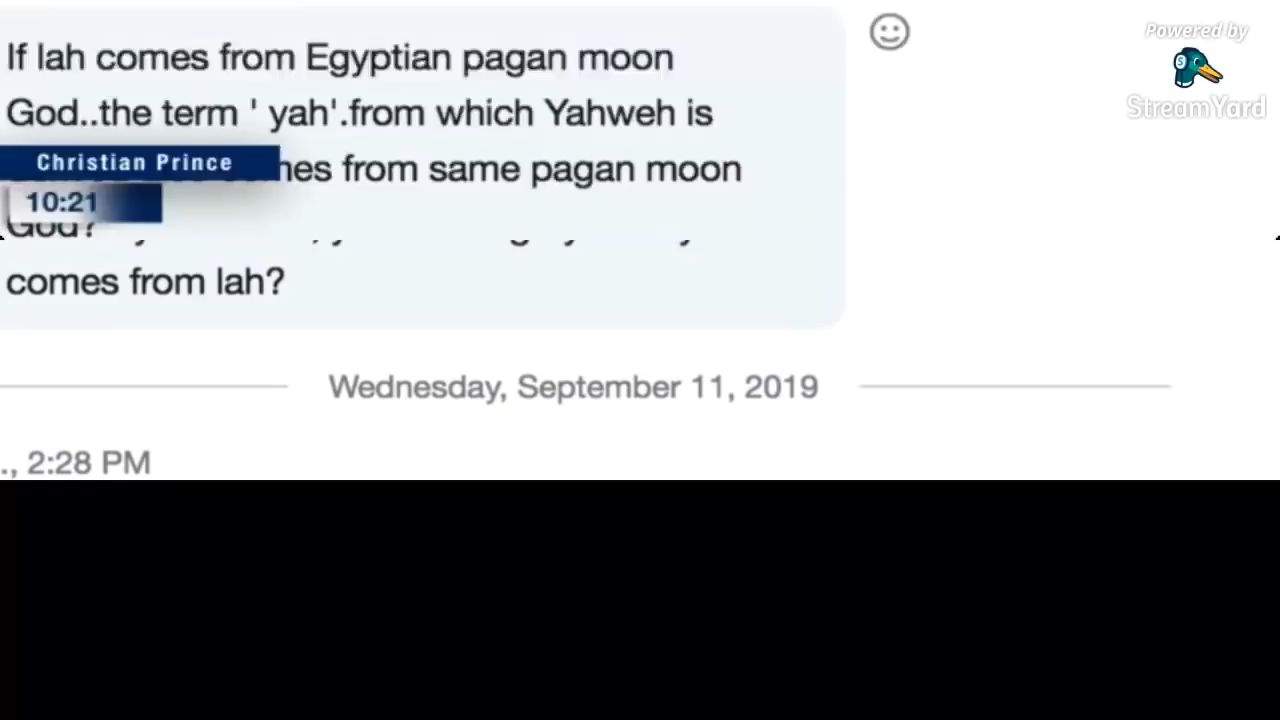 If lah comes from Egyptian pagan moon
God..the term ' yah'.from which Yahweh is
Christian Prince
from same pagan moon
10:21
God?
comes from lah?
Wednesday, September 11, 2019
., 2:28 PM
Powered by
StreamYard